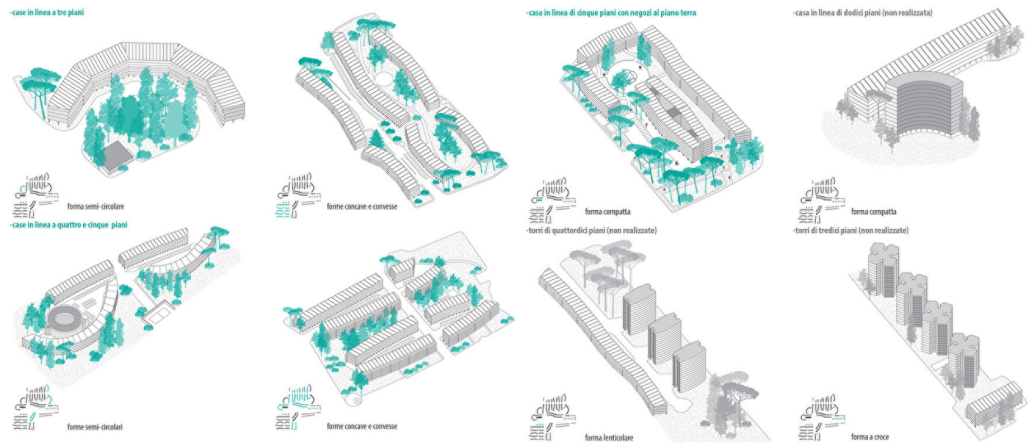 -case in linea a tre piani
-casa in linea di cinque piani con negozi al piano terra
-casa in linea di dodici piani (non realizzata)
forma semi-circolare
forme concave e convesse
forma compatta
forma compatta
-case in linea a quattro e cinque piani
-torri di quattordici piani (non realizzate)
-torri di tredici piani (non realizzate)
forme semi-circolari
forme concave e convesse
forma lenticolare
forma a croce